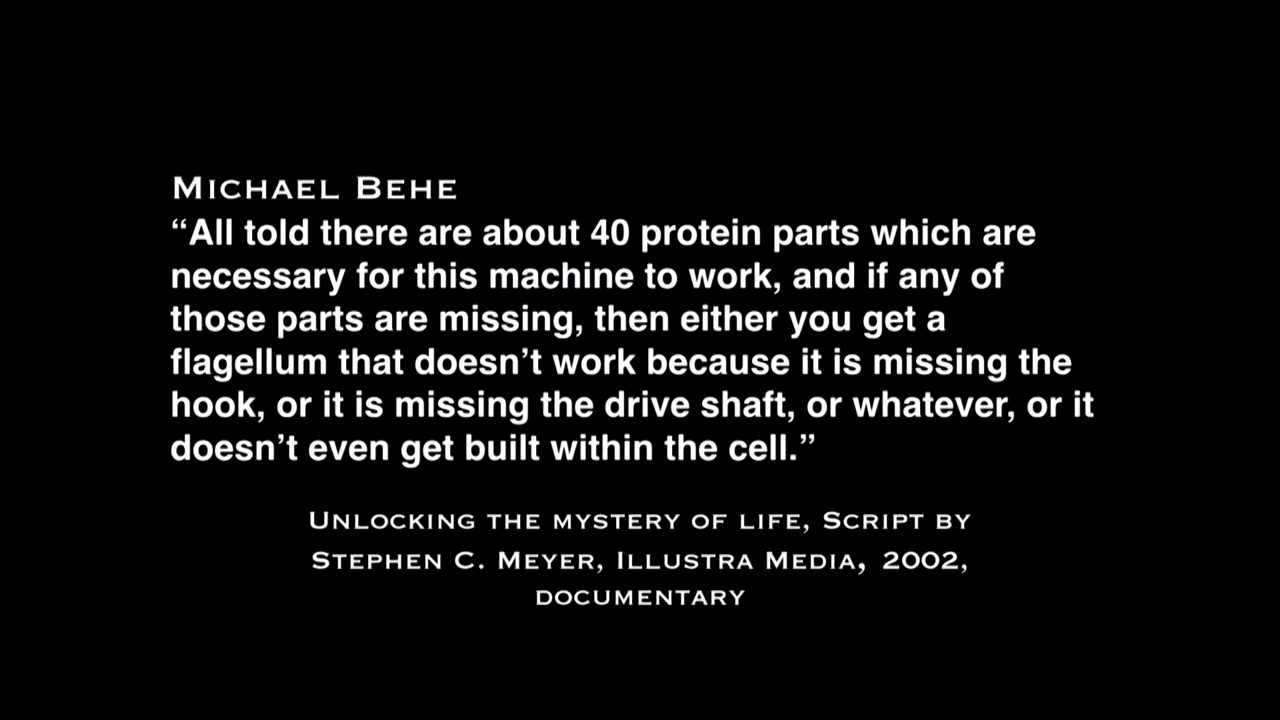 Michael Behe
“All told there are about 40 protein parts which are
necessary for this machine to work, and if any of
those parts are missing, then either you get a
flagellum that doesn’t work because it is missing the
hook, or it is missing the drive shaft, or whatever, or it
doesn’t even get built within the cell.”
Unlocking the mystery of life, Script by
Stephen C. Meyer, Illustra Media, 2002,
documentary